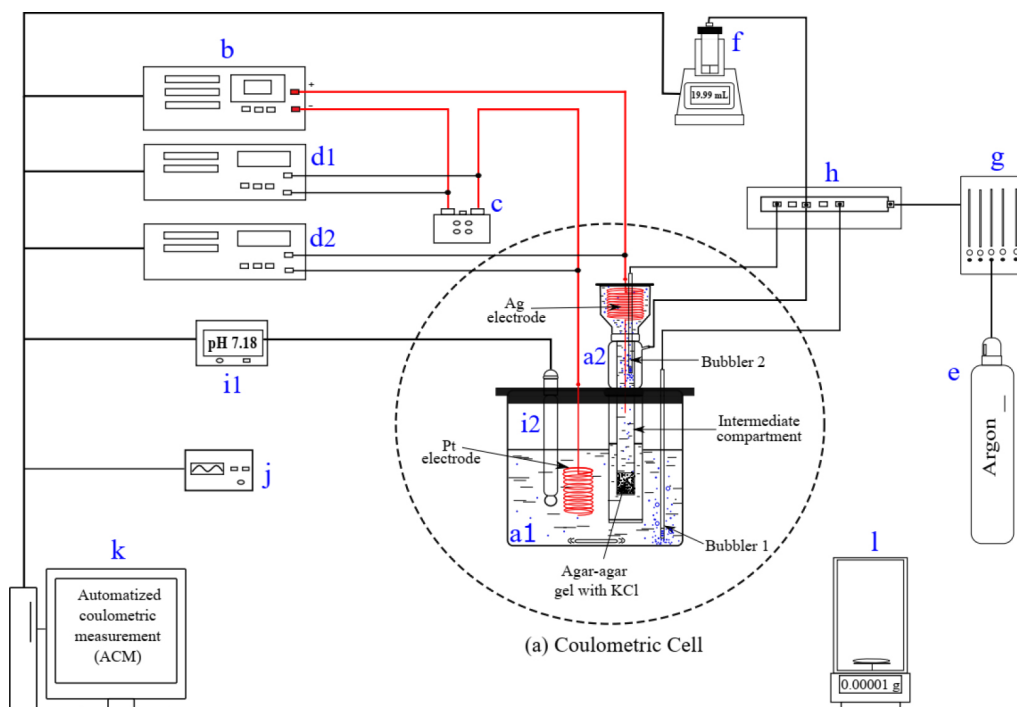 b
f
19.99 mL
+
−
d1
g
h
c
d2
Ag
electrode
a2
Bubbler 2
pH 7.18
i1
e
i2
Intermediate
compartment
Pt
electrode
Argon
j
a1
Bubbler 1
k
l
Agar-agar
gel with KCl
Automatized
coulometric
measurement
(ACM)
(a) Coulometric Cell
0.00001 g